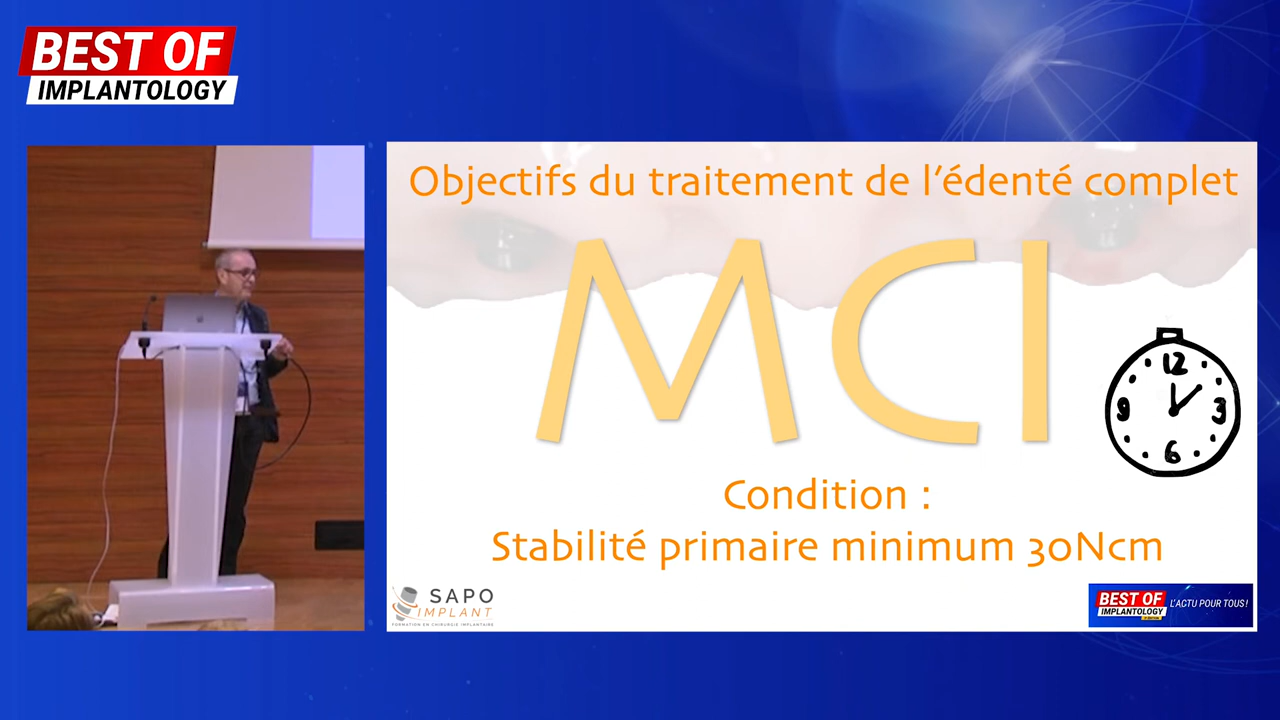 BEST OF
IMPLANTOLOGY
Objectifs du traitement de l'édenté complet
MCI
12
9
3
6
Condition :
Stabilité primaire minimum 30Ncm
SAPO
IMPLANT
FORMATION EN CHIRURGIE IMPLANTAIRE
BEST OF
IMPLANTOLOGY
L'ACTU POUR TOUS !